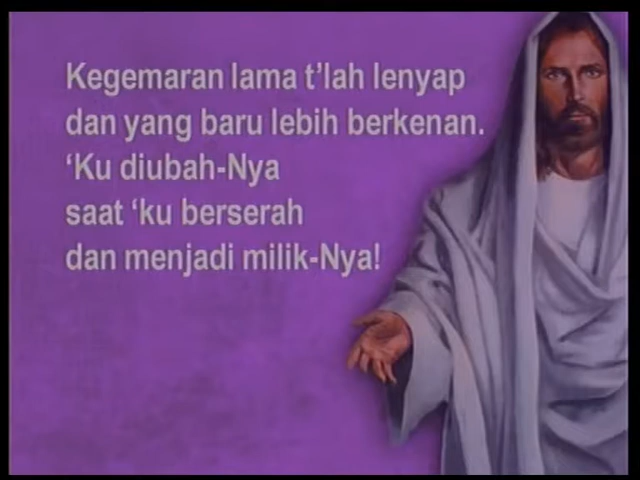 Kegemaran lama t’lah lenyap
dan yang baru lebih berkenan.
‘Ku diubah-Nya
saat ‘ku berserah
dan menjadi milik-Nya!